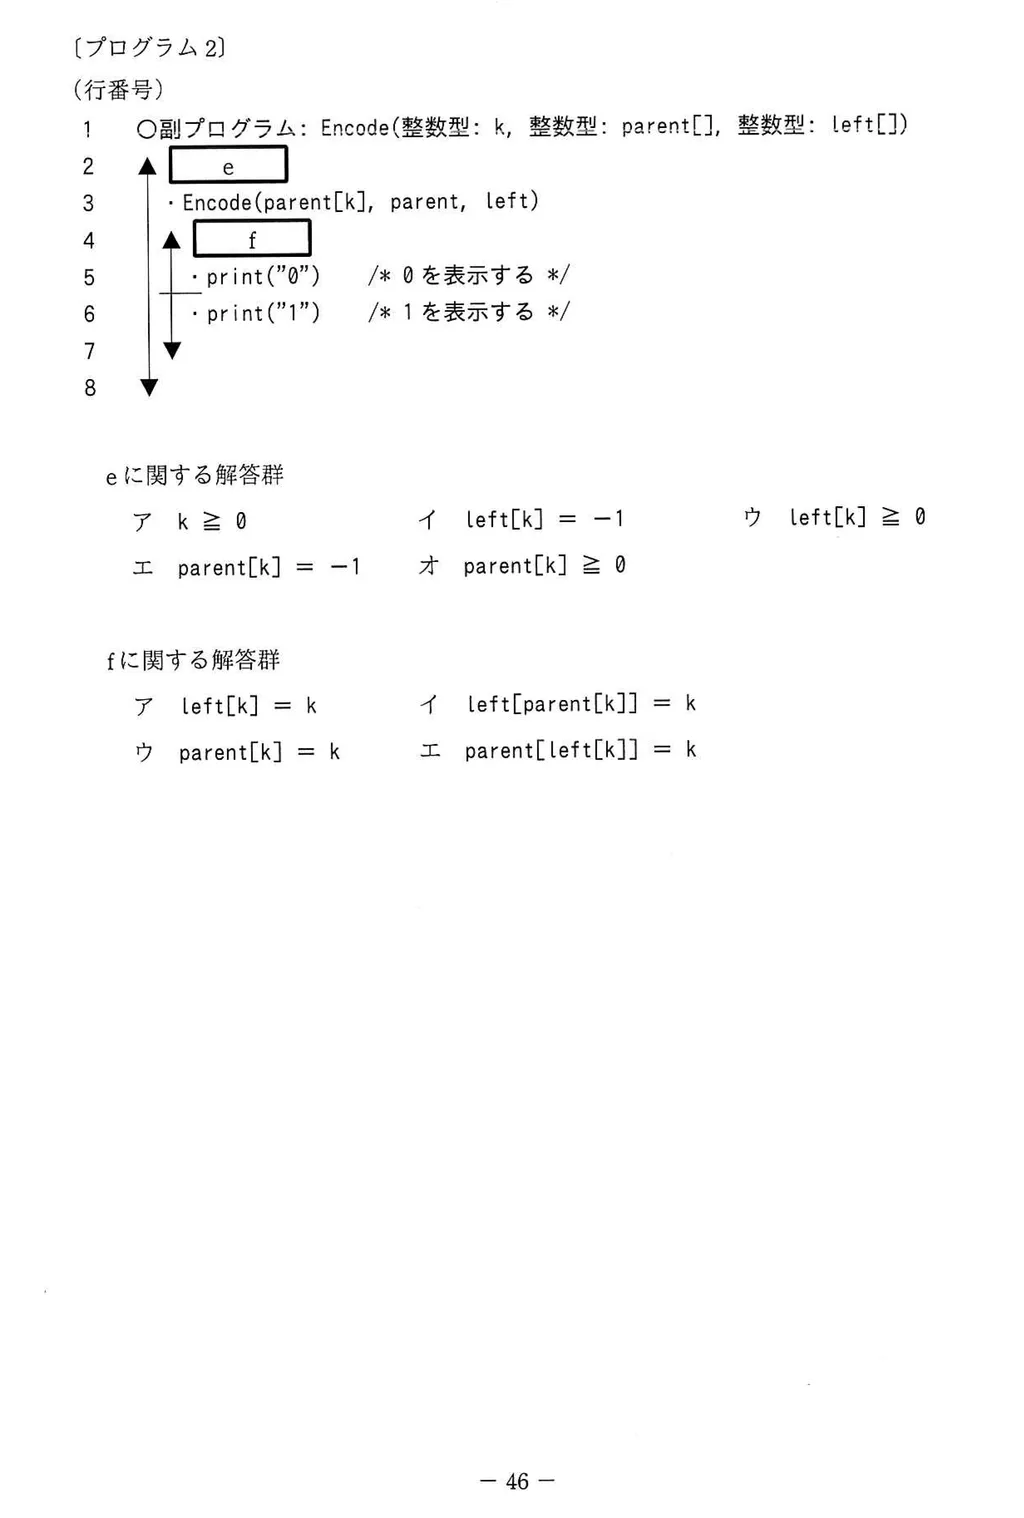 〔プログラム 2〕
（行番号）
1 ○副プログラム: Encode(整数型: k, 整数型: parent[], 整数型: left[])
2 ▲ e
3 ・Encode(parent[k], parent, left)
4 ▲ f
5 ・print("0") /* 0 を表示する */
6 ・print("1") /* 1 を表示する */
7 ▼
8 ▼
e に関する解答群
ア k ≧ 0 イ left[k] = −1 ウ left[k] ≧ 0
エ parent[k] = −1 オ parent[k] ≧ 0
f に関する解答群
ア left[k] = k イ left[parent[k]] = k
ウ parent[k] = k エ parent[left[k]] = k
− 46 −